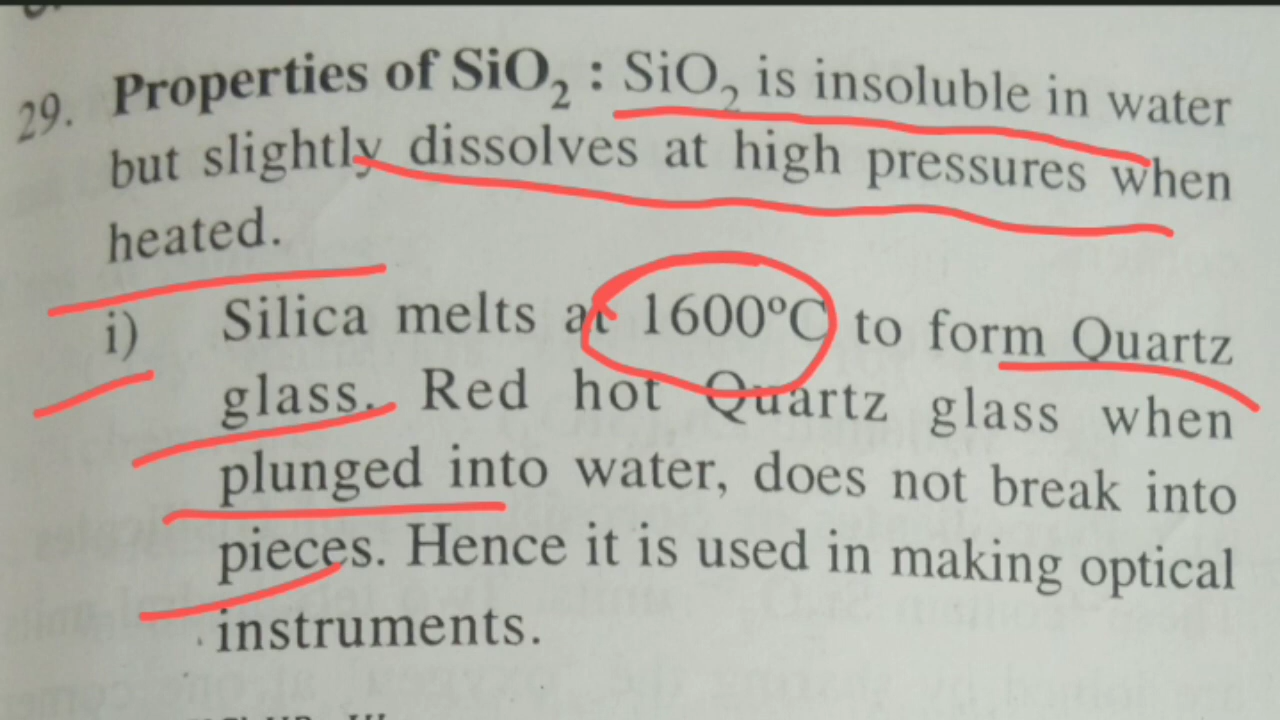 29. Properties of SiO₂ : SiO₂ is insoluble in water
but slightly dissolves at high pressures when
heated.
i) Silica melts at 1600°C to form Quartz
glass. Red hot Quartz glass when
plunged into water, does not break into
pieces. Hence it is used in making optical
instruments.